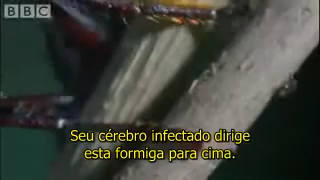 BBC
Seu cérebro infectado dirige
esta formiga para cima.